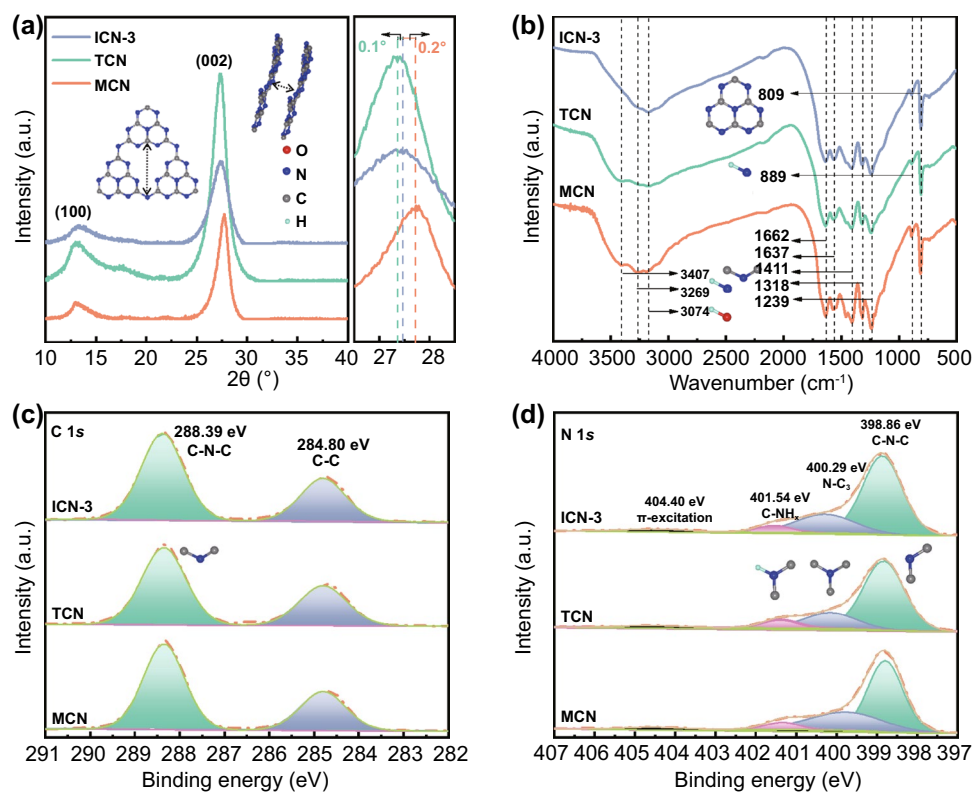 (a)
ICN-3
TCN
MCN
(002)
(100)
O
N
C
H
0.1°
0.2°
Intensity (a.u.)
10 15 20 25 30 35 40
27 28
2θ (°)
(b)
ICN-3
TCN
MCN
809
889
1662
1637
1411
1318
1239
3407
3269
3074
Intensity (a.u.)
4000 3500 3000 2500 2000 1500 1000 500
Wavenumber (cm-1)
(c)
C 1s
288.39 eV
C-N-C
284.80 eV
C-C
ICN-3
TCN
MCN
Intensity (a.u.)
291 290 289 288 287 286 285 284 283 282
Binding energy (eV)
(d)
N 1s
398.86 eV
C-N-C
400.29 eV
N-C3
401.54 eV
C-NHx
404.40 eV
π-excitation
ICN-3
TCN
MCN
Intensity (a.u.)
407 406 405 404 403 402 401 400 399 398 397
Binding energy (eV)